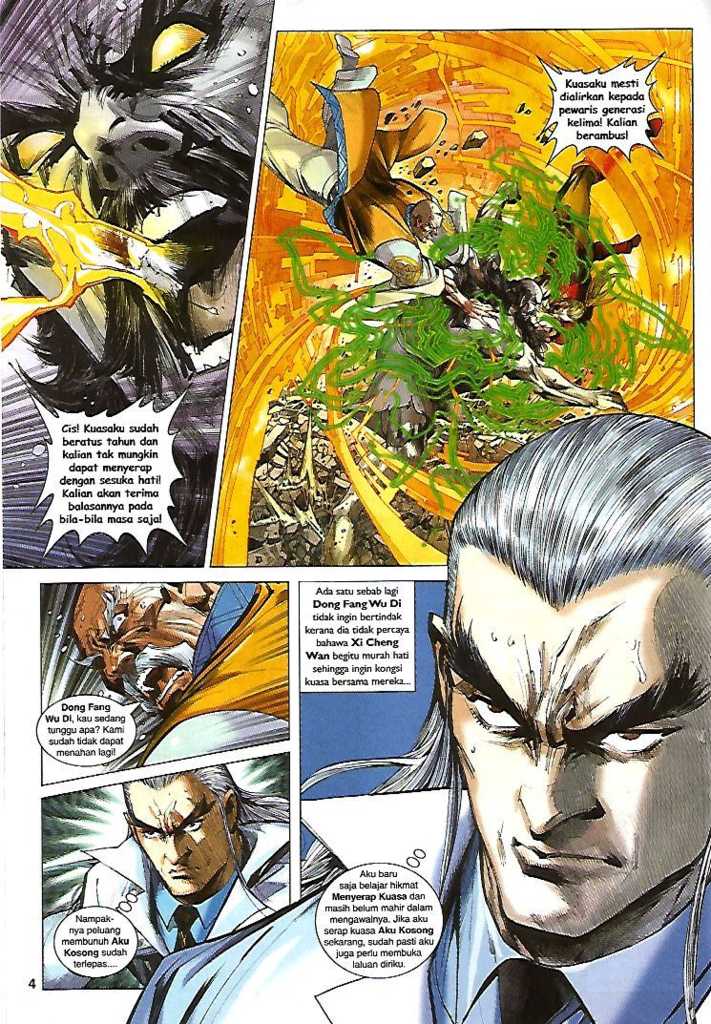 Cis! Kuasaku sudah
beratus tahun dan
kalian tak mungkin
dapat menyerap
dengan sesuka hati!
Kalian akan terima
balasannya pada
bila-bila masa saja!
Kuasaku mesti
dialirkan kepada
pewaris generasi
kelima! Kalian
berambus!
Dong Fang
Wu Di, kau sedang
tunggu apa? Kami
sudah tidak dapat
menahan lagi!
Ada satu sebab lagi
Dong Fang Wu Di
tidak ingin bertindak
kerana dia tidak percaya
bahawa Xi Cheng
Wan begitu murah hati
sehingga ingin kongsi
kuasa bersama mereka...
Nampak-
nya peluang
membunuh Aku
Kosong sudah
terlepas....
Aku baru
saja belajar hikmat
Menyerap Kuasa dan
masih belum mahir dalam
mengawalnya. Jika aku
serap kuasa Aku Kosong
sekarang, sudah pasti aku
juga perlu membuka
laluan diriku.
4